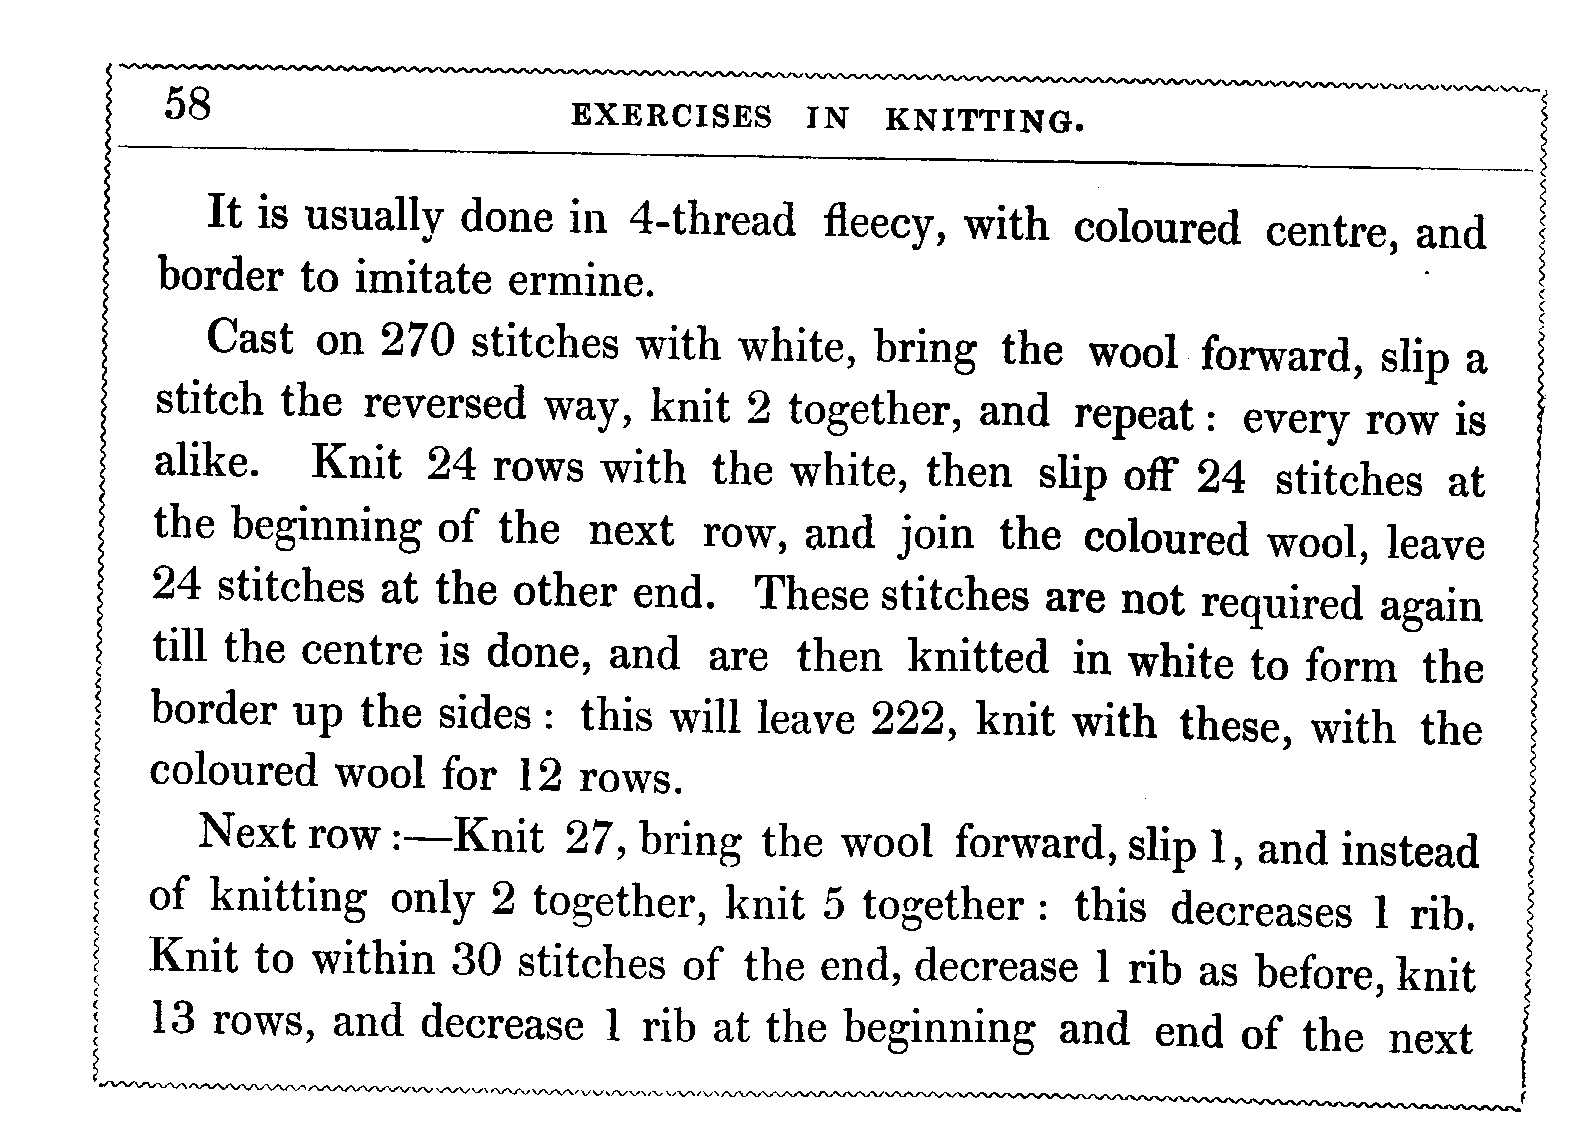 58 EXERCISES IN KNITTING.
It is usually done in 4-thread fleecy, with coloured centre, and
border to imitate ermine.
Cast on 270 stitches with white, bring the wool forward, slip a
stitch the reversed way, knit 2 together, and repeat : every row is
alike. Knit 24 rows with the white, then slip off 24 stitches at
the beginning of the next row, and join the coloured wool, leave
24 stitches at the other end. These stitches are not required again
till the centre is done, and are then knitted in white to form the
border up the sides : this will leave 222, knit with these, with the
coloured wool for 12 rows.
Next row :—Knit 27, bring the wool forward, slip 1, and instead
of knitting only 2 together, knit 5 together : this decreases 1 rib.
Knit to within 30 stitches of the end, decrease 1 rib as before, knit
13 rows, and decrease 1 rib at the beginning and end of the next